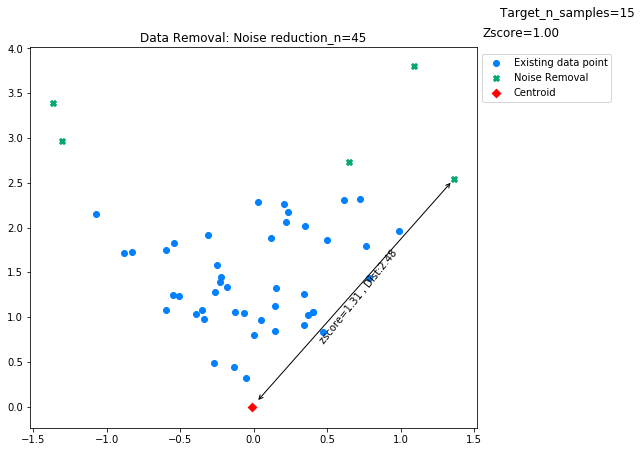 Target_n_samples=15
Zscore=1.00
Data Removal: Noise reduction_n=45
Existing data point
Noise Removal
Centroid
4.0
3.5
3.0
2.5
2.0
1.5
1.0
0.5
0.0
zscore=1.31 , Dist:2.48
−1.5 −1.0 −0.5 0.0 0.5 1.0 1.5